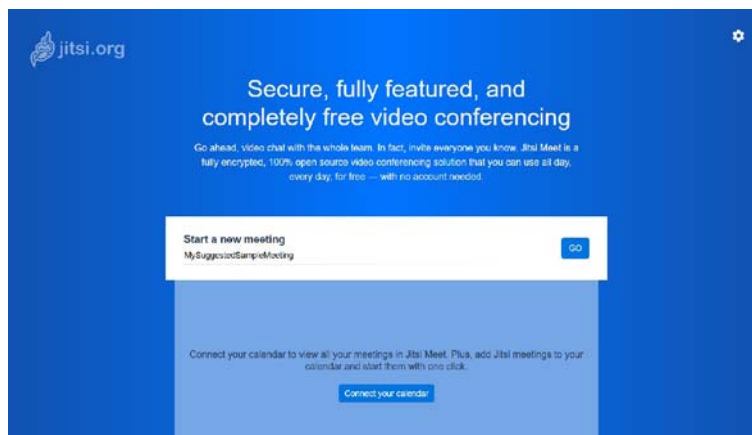 jitsi.org
Secure, fully featured, and
completely free video conferencing
Go ahead, video chat with the whole team. In fact, invite everyone you know. Jitsi Meet is a
fully encrypted, 100% open source video conferencing solution that you can use all day,
every day, for free — with no account needed.
Start a new meeting
MySuggestedSampleMeeting
GO
Connect your calendar to view all your meetings in Jitsi Meet. Plus, add Jitsi meetings to your
calendar and start them with one click.
Connect your calendar